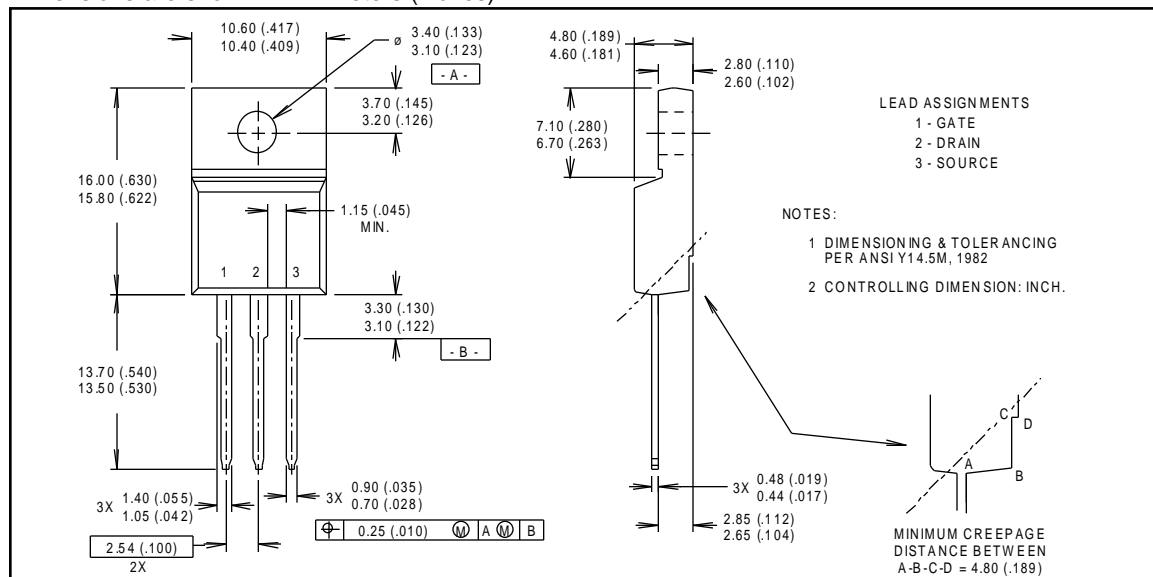 10.60 (.417)
10.40 (.409)
ø
3.40 (.133)
3.10 (.123)
- A -
3.70 (.145)
3.20 (.126)
16.00 (.630)
15.80 (.622)
1.15 (.045)
MIN.
1 2 3
3.30 (.130)
3.10 (.122)
- B -
13.70 (.540)
13.50 (.530)
3X
1.40 (.055)
1.05 (.042)
3X
0.90 (.035)
0.70 (.028)
0.25 (.010) M A M B
2.54 (.100)
2X
4.80 (.189)
4.60 (.181)
2.80 (.110)
2.60 (.102)
7.10 (.280)
6.70 (.263)
3X
0.48 (.019)
0.44 (.017)
2.85 (.112)
2.65 (.104)
LEAD ASSIGNMENTS
1 - GATE
2 - DRAIN
3 - SOURCE
NOTES:
1 DIMENSIONING & TOLERANCING
PER ANSI Y14.5M, 1982
2 CONTROLLING DIMENSION: INCH.
C
D
A
B
MINIMUM CREEPAGE
DISTANCE BETWEEN
A-B-C-D = 4.80 (.189)